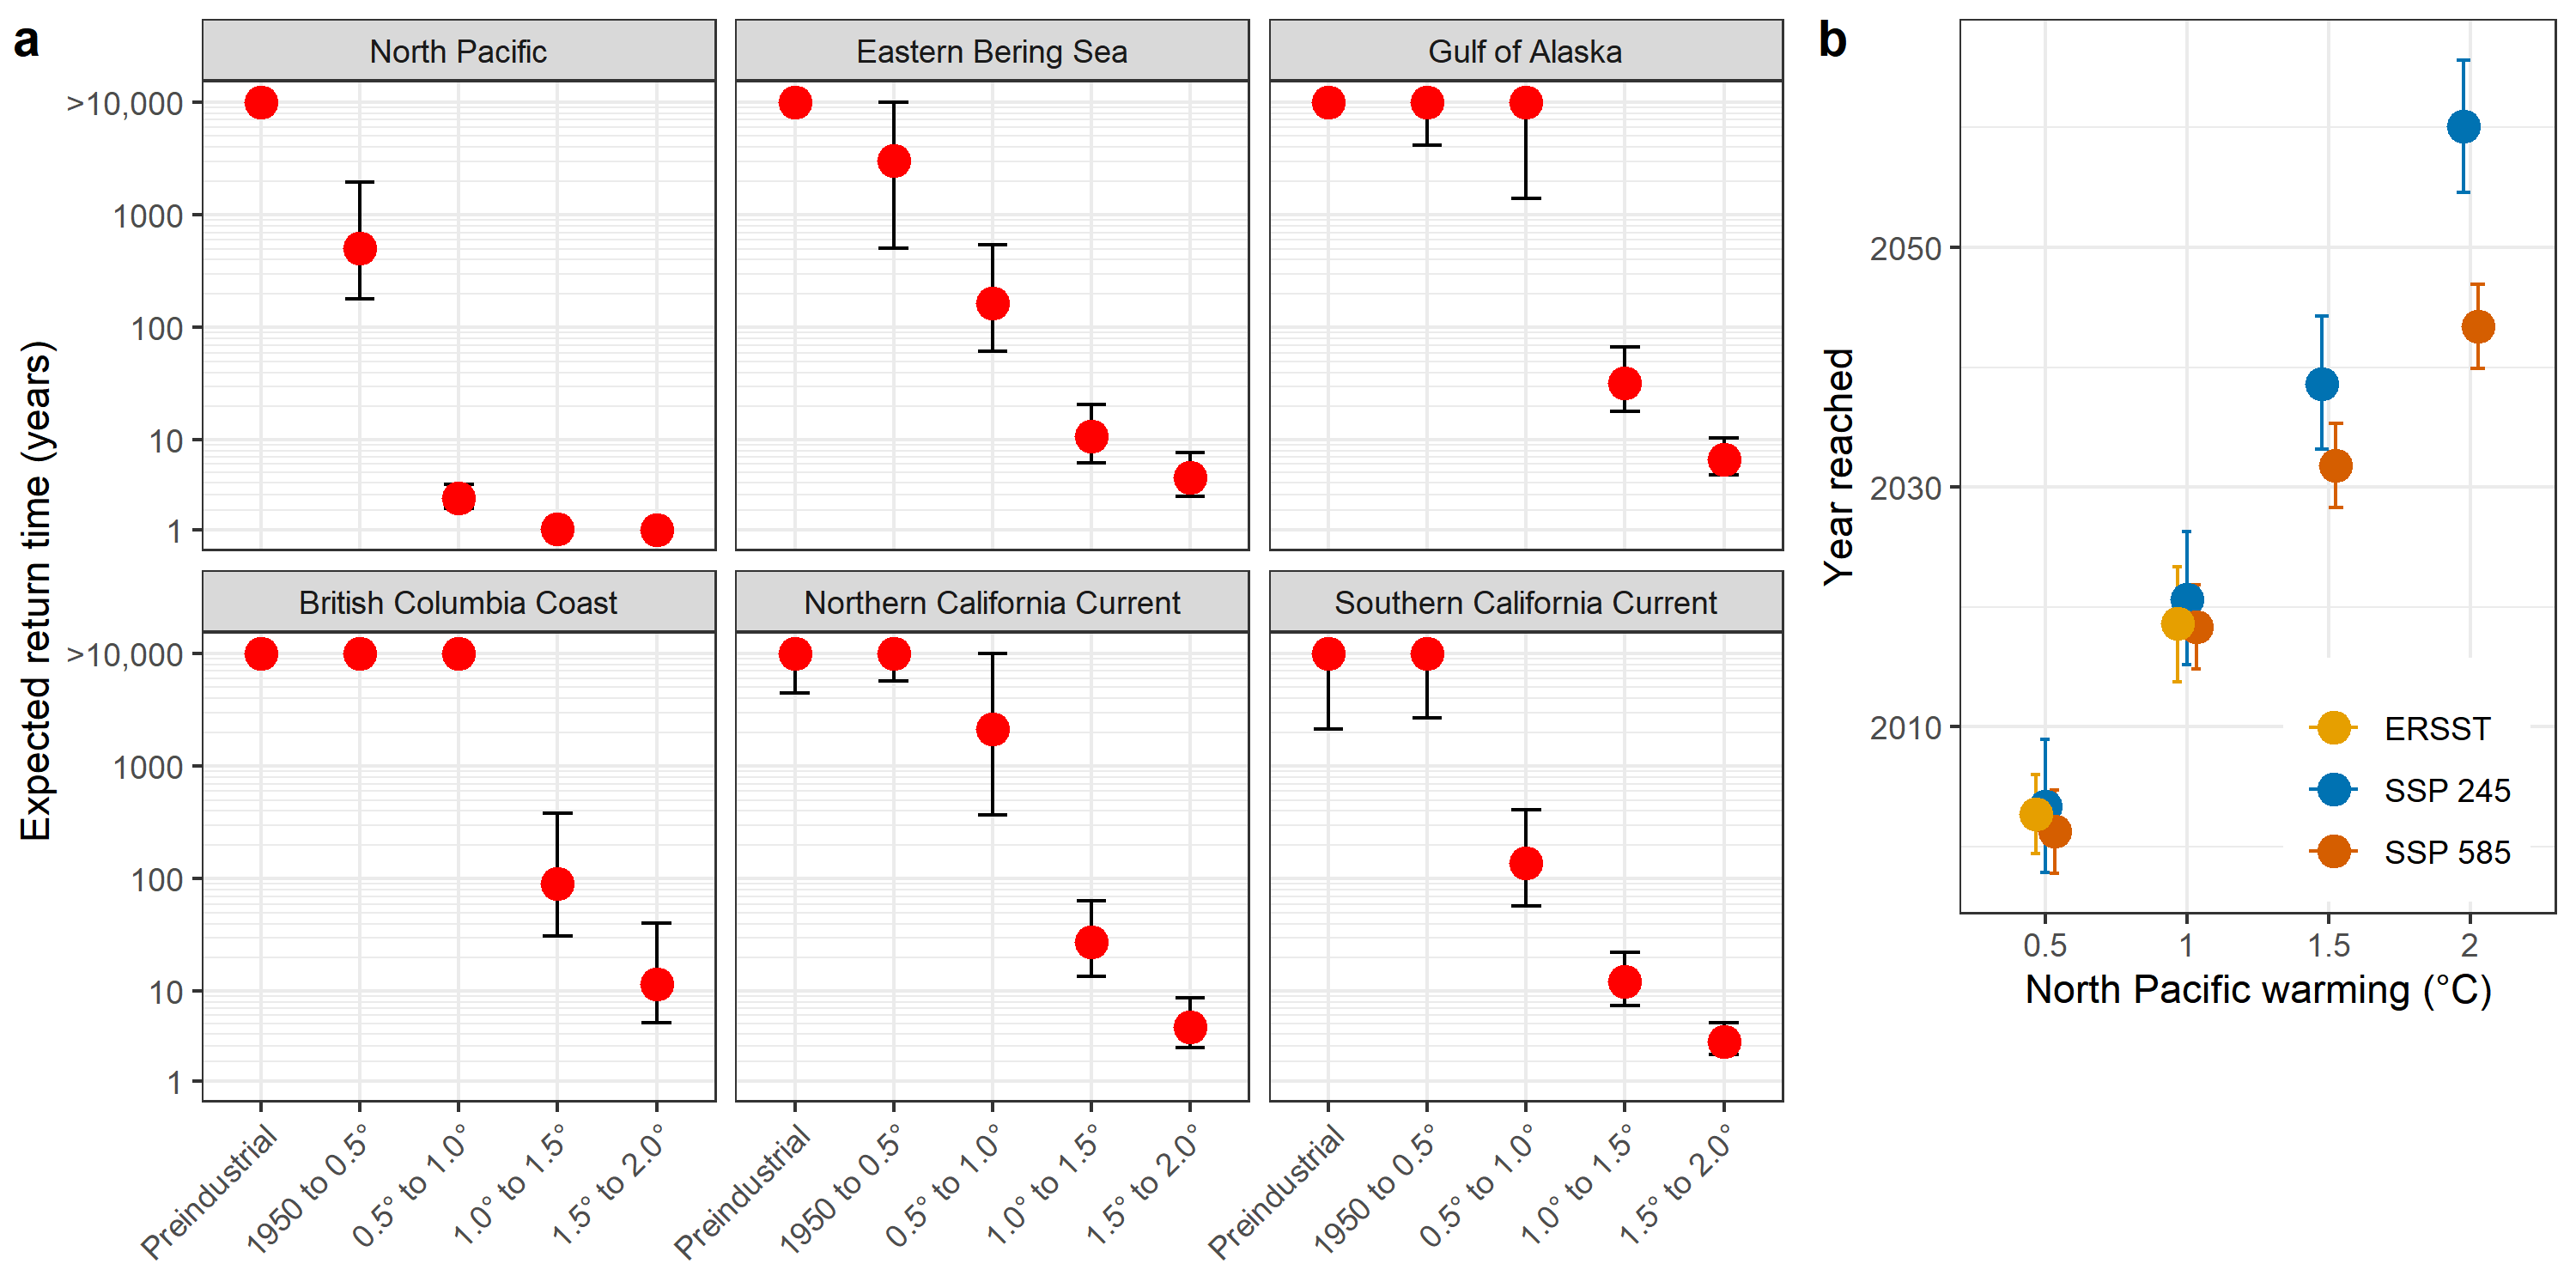 a
North Pacific
Eastern Bering Sea
Gulf of Alaska
Expected return time (years)
>10,000
1000
100
10
1
British Columbia Coast
Northern California Current
Southern California Current
>10,000
1000
100
10
1
Preindustrial
1950 to 0.5°
0.5° to 1.0°
1.0° to 1.5°
1.5° to 2.0°
Preindustrial
1950 to 0.5°
0.5° to 1.0°
1.0° to 1.5°
1.5° to 2.0°
Preindustrial
1950 to 0.5°
0.5° to 1.0°
1.0° to 1.5°
1.5° to 2.0°
b
Year reached
2050
2030
2010
ERSST
SSP 245
SSP 585
0.5
1
1.5
2
North Pacific warming (°C)